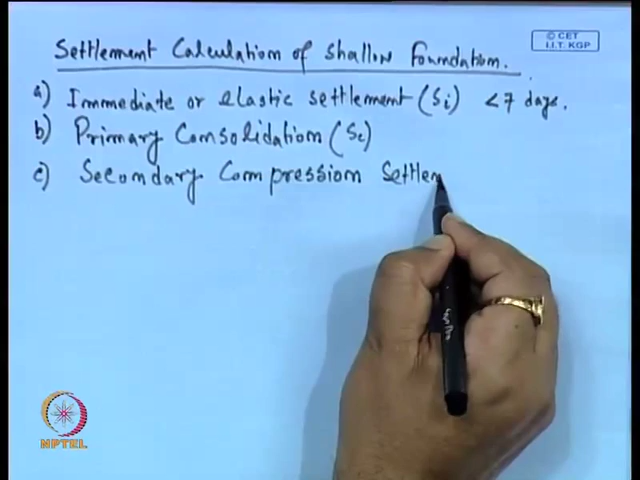 © CET
I.I.T. KGP
Settlement Calculation of Shallow Foundation.
a) Immediate or elastic settlement (Si) <7 days.
b) Primary Consolidation (Sc)
c) Secondary Compression Settlem
NPTEL